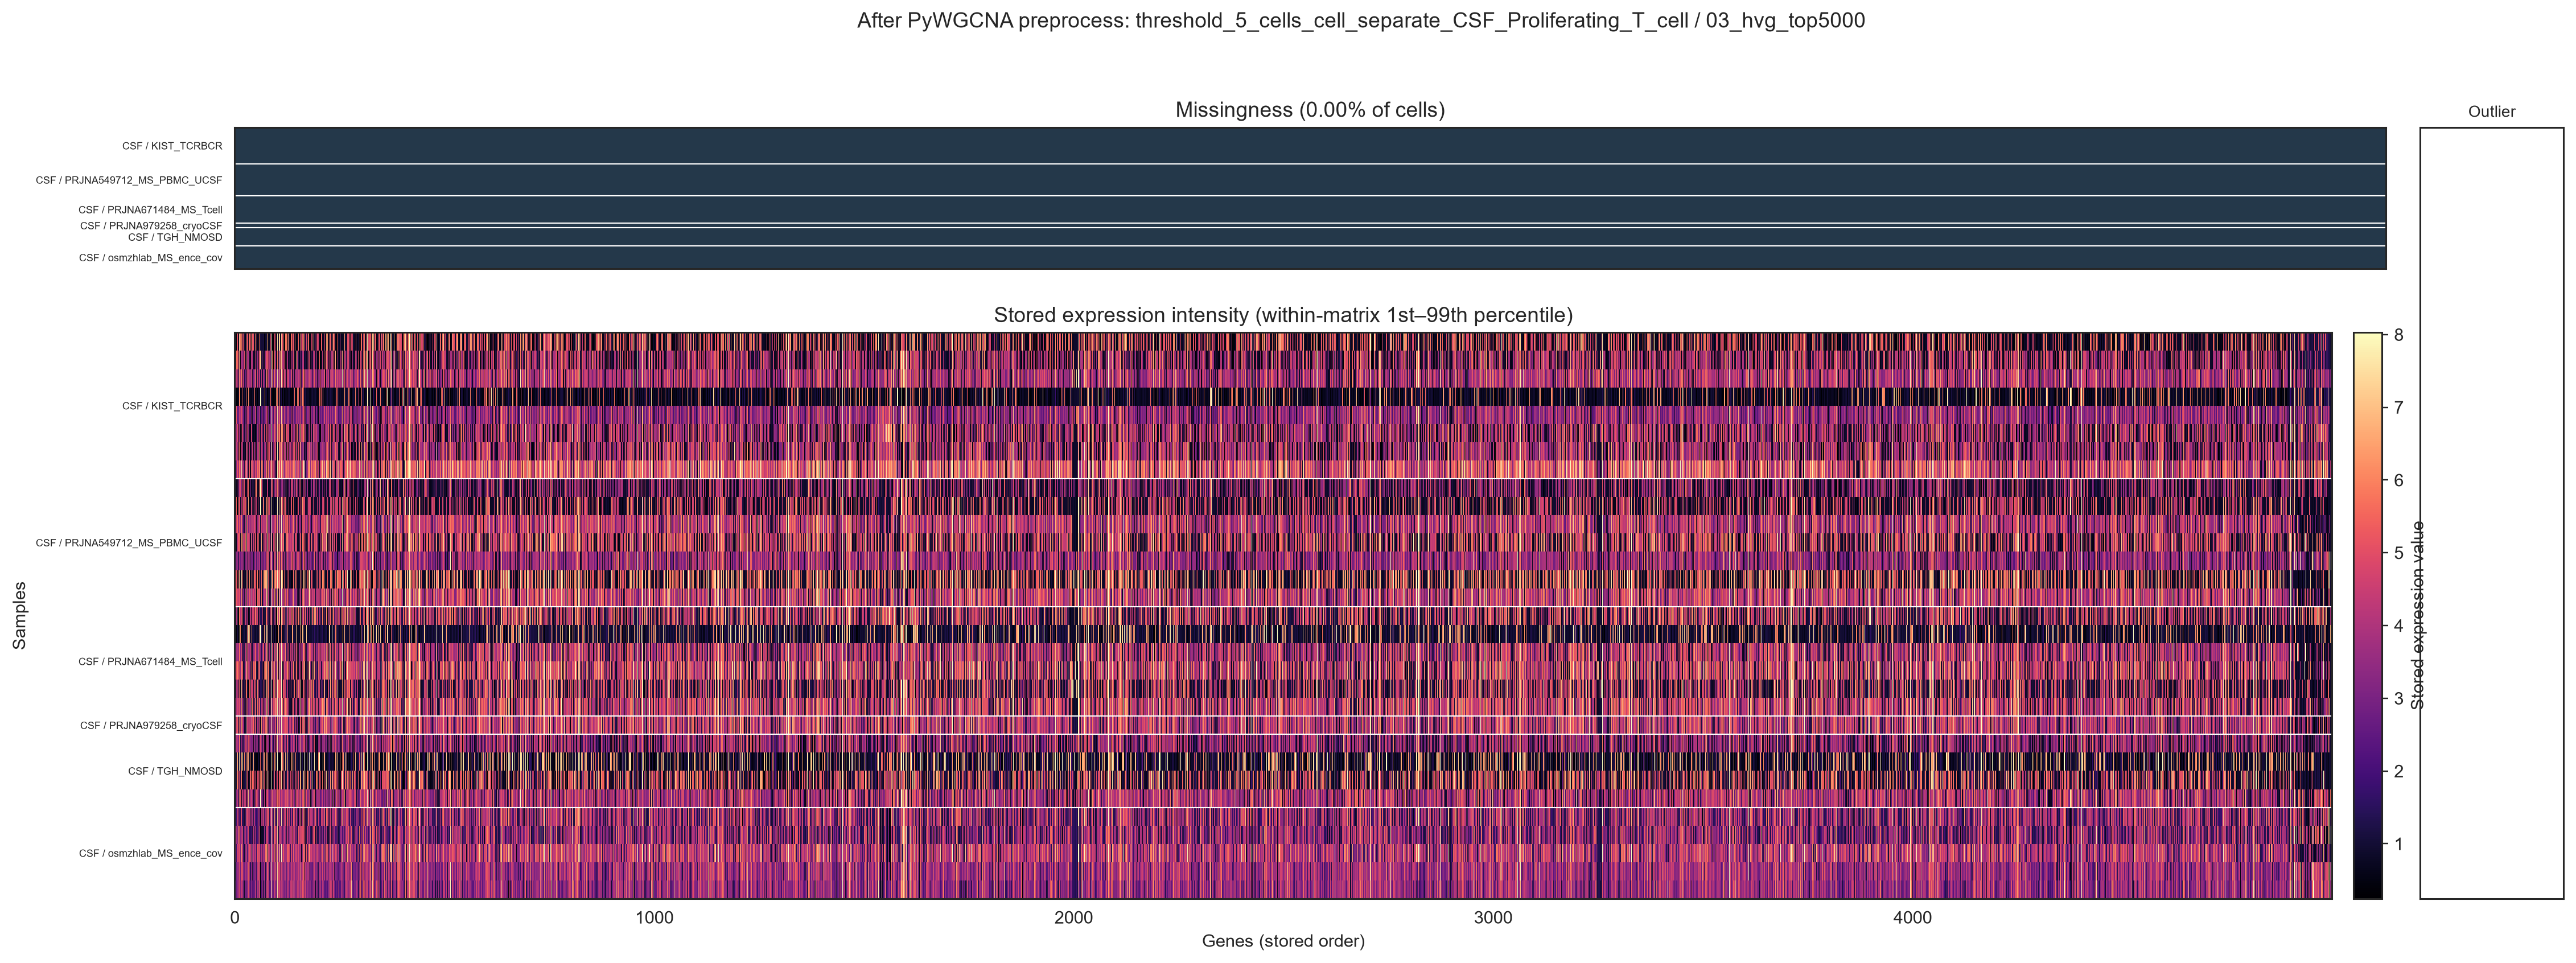 After PyWGCNA preprocess: threshold_5_cells_cell_separate_CSF_Proliferating_T_cell / 03_hvg_top5000
Missingness (0.00% of cells)
Outlier
CSF / KIST_TCRBCR
CSF / PRJNA549712_MS_PBMC_UCSF
CSF / PRJNA671484_MS_Tcell
CSF / PRJNA979258_cryoCSF
CSF / TGH_NMOSD
CSF / osmzhlab_MS_ence_cov
Stored expression intensity (within-matrix 1st–99th percentile)
Samples
CSF / KIST_TCRBCR
CSF / PRJNA549712_MS_PBMC_UCSF
CSF / PRJNA671484_MS_Tcell
CSF / PRJNA979258_cryoCSF
CSF / TGH_NMOSD
CSF / osmzhlab_MS_ence_cov
8
7
6
5
4
3
2
1
Stored expression value
0 1000 2000 3000 4000
Genes (stored order)